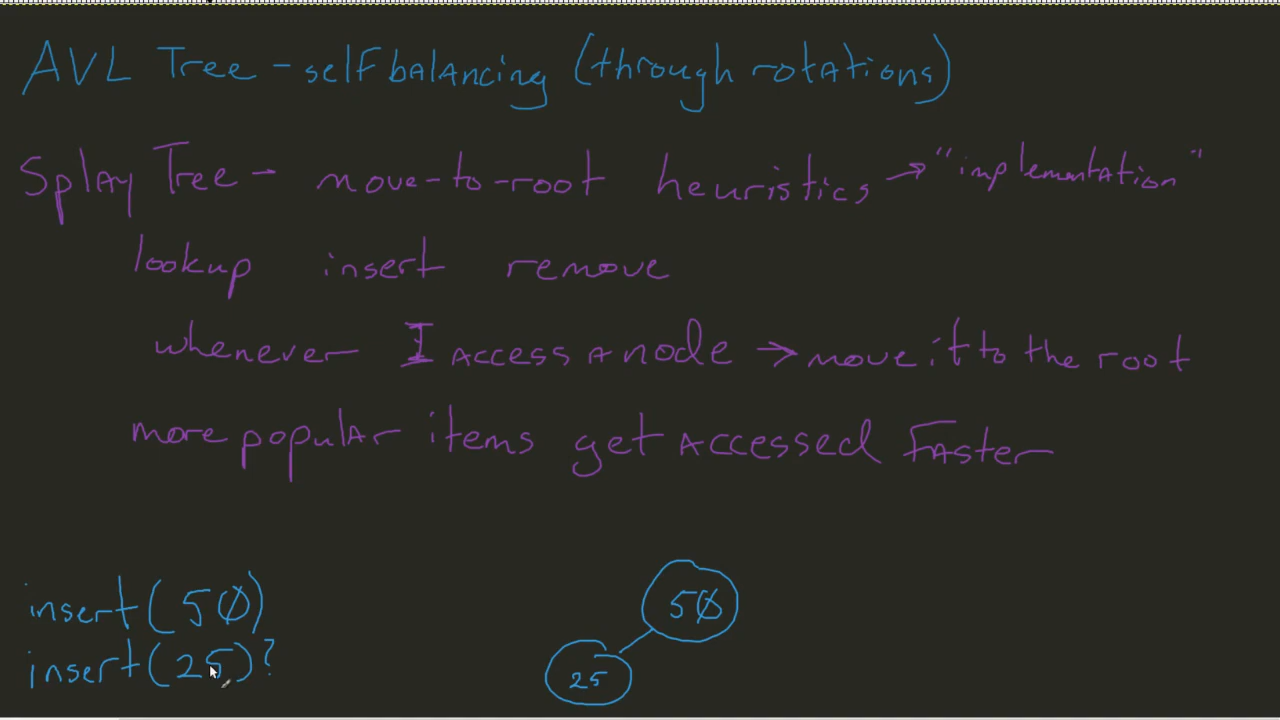 AVL Tree - self balancing (through rotations)
Splay Tree - move-to-root heuristics → "implementation"
lookup insert remove
whenever I access a node → move it to the root
more popular items get accessed faster
insert(50)
insert(25)?
50
25